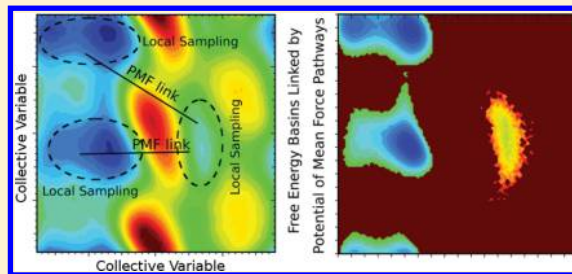 Local Sampling
PMF link
PMF link
Local Sampling
Local Sampling
Collective Variable
Collective Variable
Free Energy Basins Linked by
Potential of Mean Force Pathways